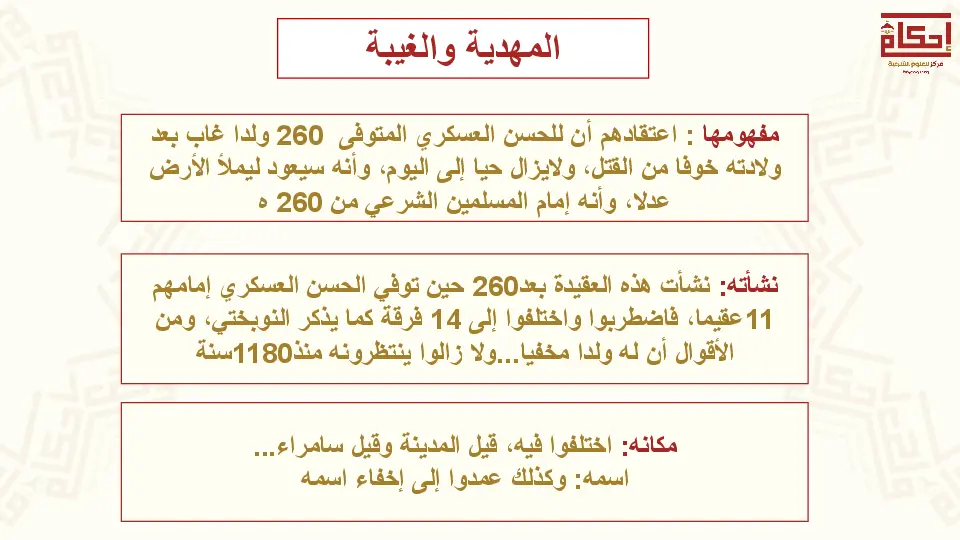 المهدية والغيبة
إحكام
مركز للعلوم الشرعية
مفهومها : اعتقادهم أن للحسن العسكري المتوفى 260 ولدا غاب بعد
ولادته خوفا من القتل، ولايزال حيا إلى اليوم، وأنه سيعود ليملأ الأرض
عدلا، وأنه إمام المسلمين الشرعي من 260 ه
نشأته: نشأت هذه العقيدة بعد260 حين توفي الحسن العسكري إمامهم
11عقيما، فاضطربوا واختلفوا إلى 14 فرقة كما يذكر النوبختي، ومن
الأقوال أن له ولدا مخفيا...ولا زالوا ينتظرونه منذ1180سنة
مكانه: اختلفوا فيه، قيل المدينة وقيل سامراء...
اسمه: وكذلك عمدوا إلى إخفاء اسمه